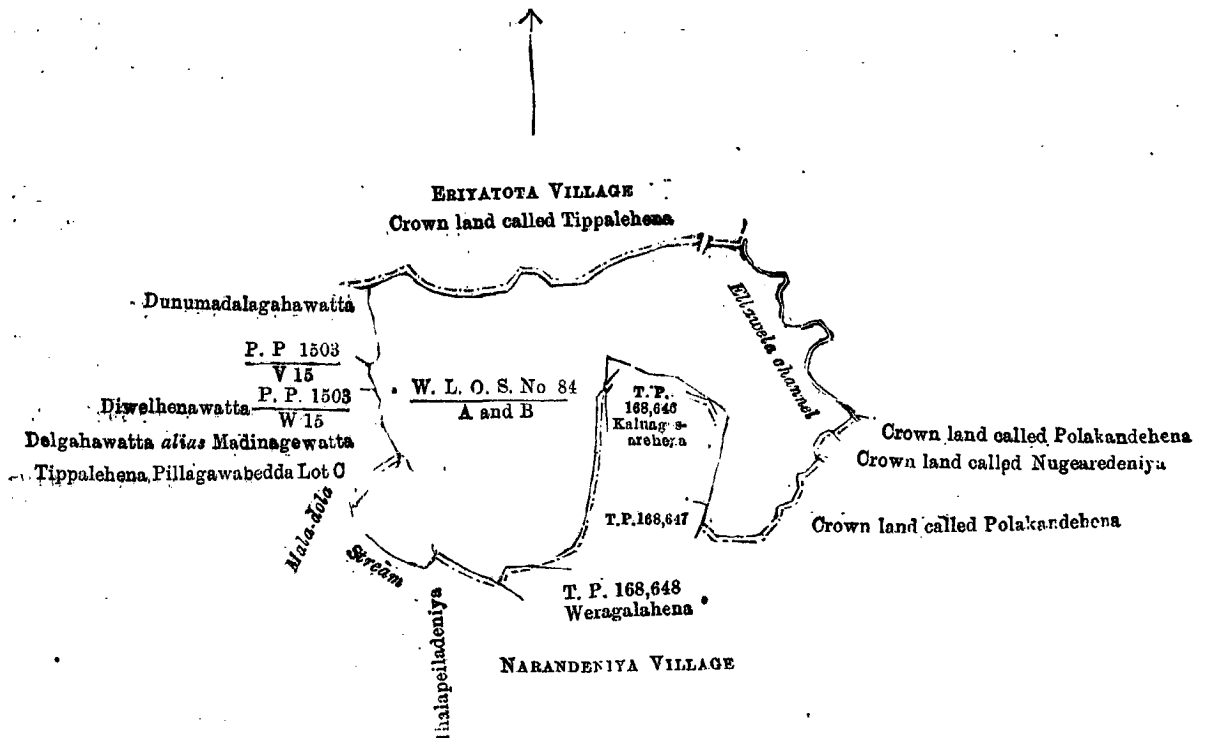 ERIYATOTA VILLAGE
Crown land called Tippalehena
Dunumadalagahawatta
Ellawela channel
P. P 1503
V 15
W. L. O. S. No 84
A and B
T. P.
168,646
Diwelhenawatta P. P. 1503
W 15
Delgahawatta alias Madinagewatta
Tippalehena, Pillagawabedda Lot C
Crown land called Polakandehena
Crown land called Nugearedeniya
T.P. 168,647
Crown land called Polakandehena
Mala-dola
Stream
T. P. 168,648
Weragalahena
NARANDENIYA VILLAGE